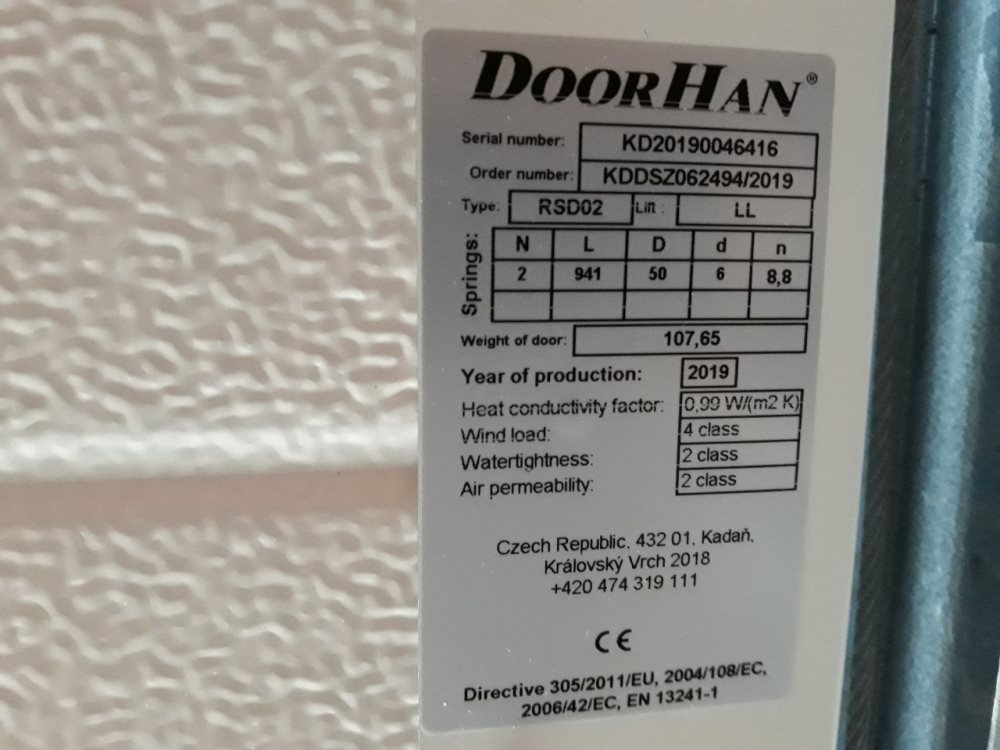 DOORHAN®
Serial number: KD20190046416
Order number: KDDSZ062494/2019
Type: RSD02 Lift : LL
Springs:
N L D d n
2 941 50 6 8,8
Weight of door: 107,65
Year of production: 2019
Heat conductivity factor: 0,99 W/(m2 K)
Wind load: 4 class
Watertightness: 2 class
Air permeability: 2 class
Czech Republic, 432 01, Kadaň,
Královský Vrch 2018
+420 474 319 111
CE
Directive 305/2011/EU, 2004/108/EC,
2006/42/EC, EN 13241-1